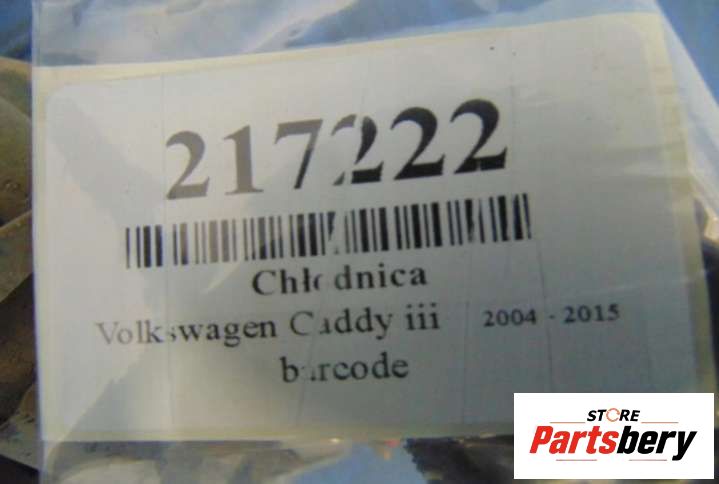 217222
Chłodnica
Volkswagen Caddy iii 2004 - 2015
barcode
STORE
Partsbery